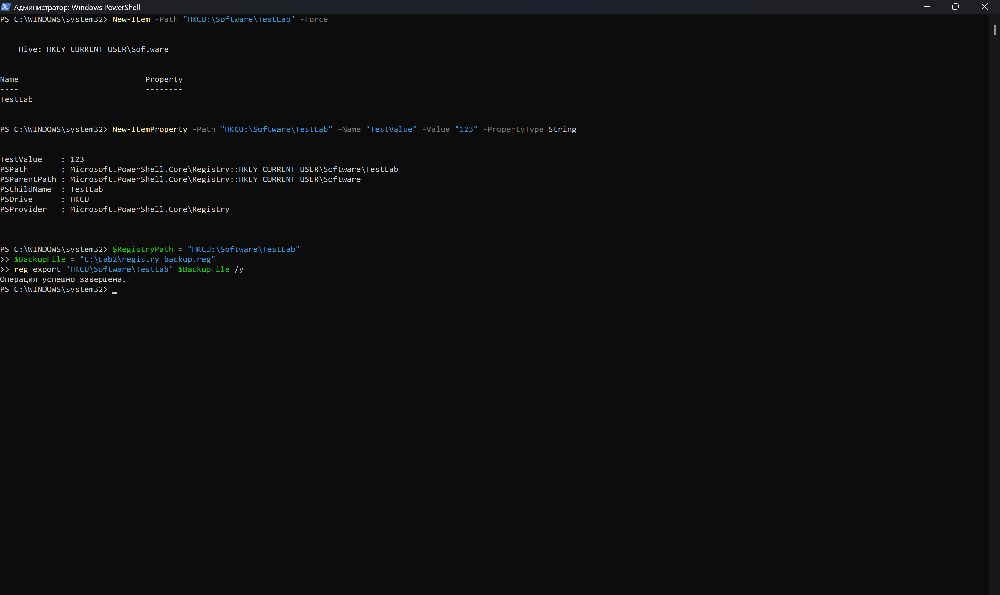 Администратор: Windows PowerShell
PS C:\WINDOWS\system32> New-Item -Path "HKCU:\Software\TestLab" -Force
    Hive: HKEY_CURRENT_USER\Software
Name                           Property
----                           --------
TestLab
PS C:\WINDOWS\system32> New-ItemProperty -Path "HKCU:\Software\TestLab" -Name "TestValue" -Value "123" -PropertyType String
TestValue    : 123
PSPath       : Microsoft.PowerShell.Core\Registry::HKEY_CURRENT_USER\Software\TestLab
PSParentPath : Microsoft.PowerShell.Core\Registry::HKEY_CURRENT_USER\Software
PSChildName  : TestLab
PSDrive      : HKCU
PSProvider   : Microsoft.PowerShell.Core\Registry
PS C:\WINDOWS\system32> $RegistryPath = "HKCU:\Software\TestLab"
>> $BackupFile = "C:\Lab2\registry_backup.reg"
>> reg export "HKCU\Software\TestLab" $BackupFile /y
Операция успешно завершена.
PS C:\WINDOWS\system32>